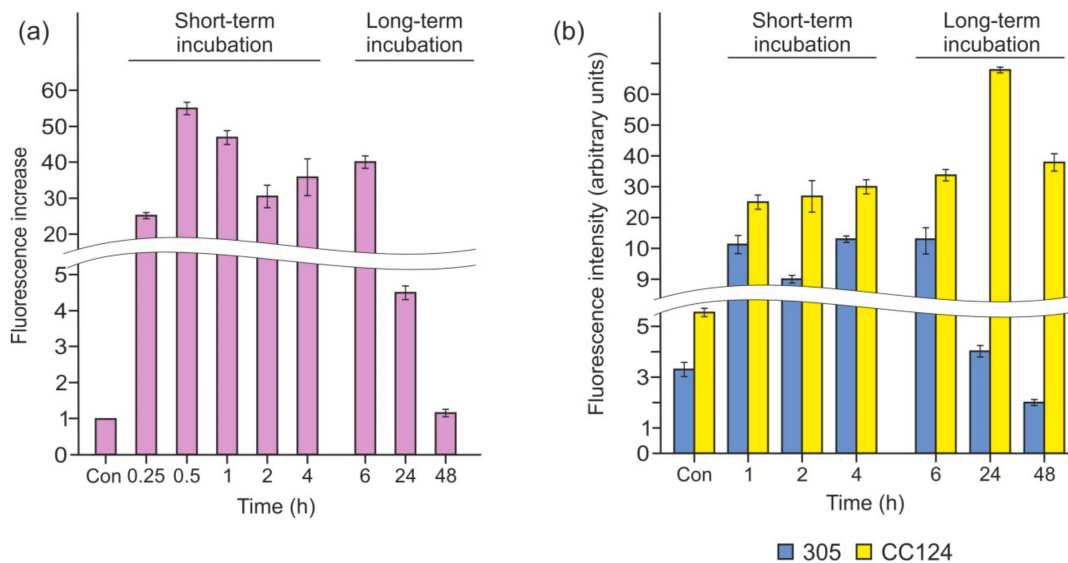 (a)
Short-term
incubation
Long-term
incubation
Fluorescence increase
60
50
40
30
20
5
4
3
2
1
0
Con 0.25 0.5 1 2 4 6 24 48
Time (h)
(b)
Short-term
incubation
Long-term
incubation
Fluorescence intensity (arbitrary units)
60
50
40
30
20
10
9
5
2
1
0
Con 1 2 4 6 24 48
Time (h)
305 CC124